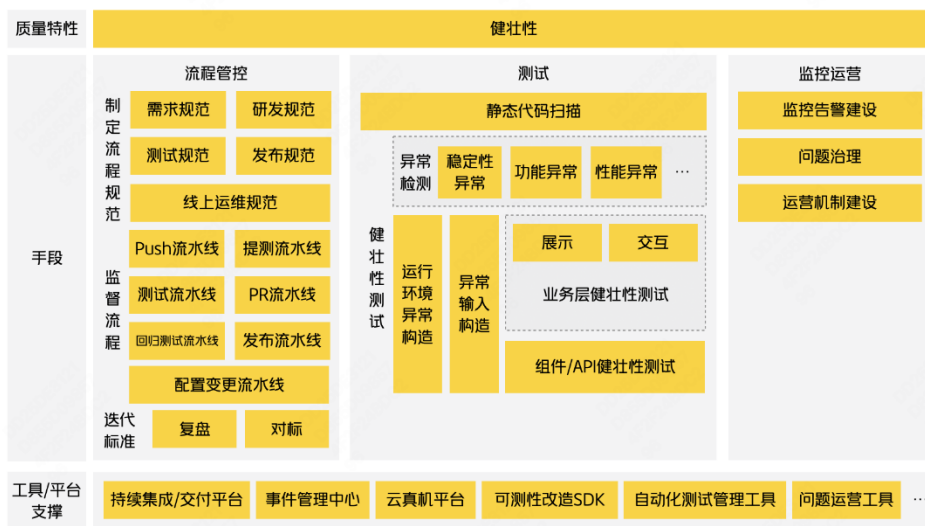 质量特性
健壮性
手段
流程管控
制定流程规范
需求规范
研发规范
测试规范
发布规范
线上运维规范
监督流程
Push流水线
提测流水线
测试流水线
PR流水线
回归测试流水线
发布流水线
配置变更流水线
迭代
标准
复盘
对标
测试
静态代码扫描
健壮性测试
异常
检测
稳定性
异常
功能异常
性能异常
…
运行
环境
异常
构造
异常
输入
构造
展示
交互
业务层健壮性测试
组件/API健壮性测试
监控运营
监控告警建设
问题治理
运营机制建设
工具/平台
支撑
持续集成/交付平台
事件管理中心
云真机平台
可测性改造SDK
自动化测试管理工具
问题运营工具
…